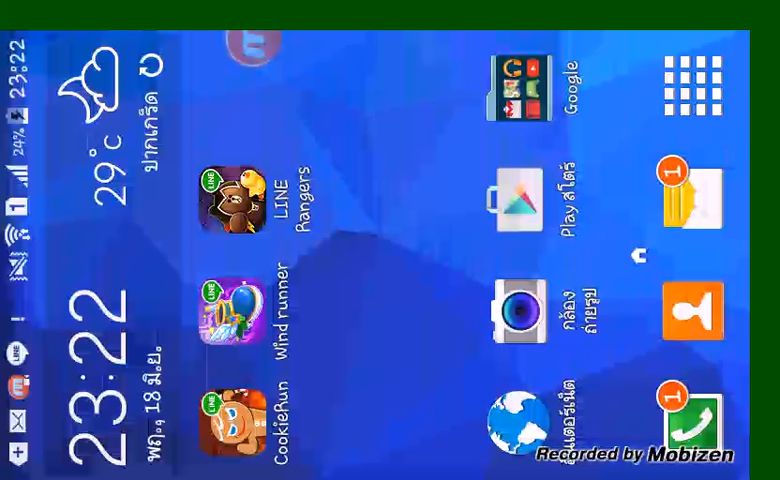 24% 23:22
23:22
พฤ., 18 มิ.ย.
29°C
ปากเกร็ด
CookieRun
Wind runner
LINE
Rangers
อินเตอร์เน็ต
กล้อง
ถ่ายรูป
Play สโตร์
Google
1
1
Recorded by Mobizen